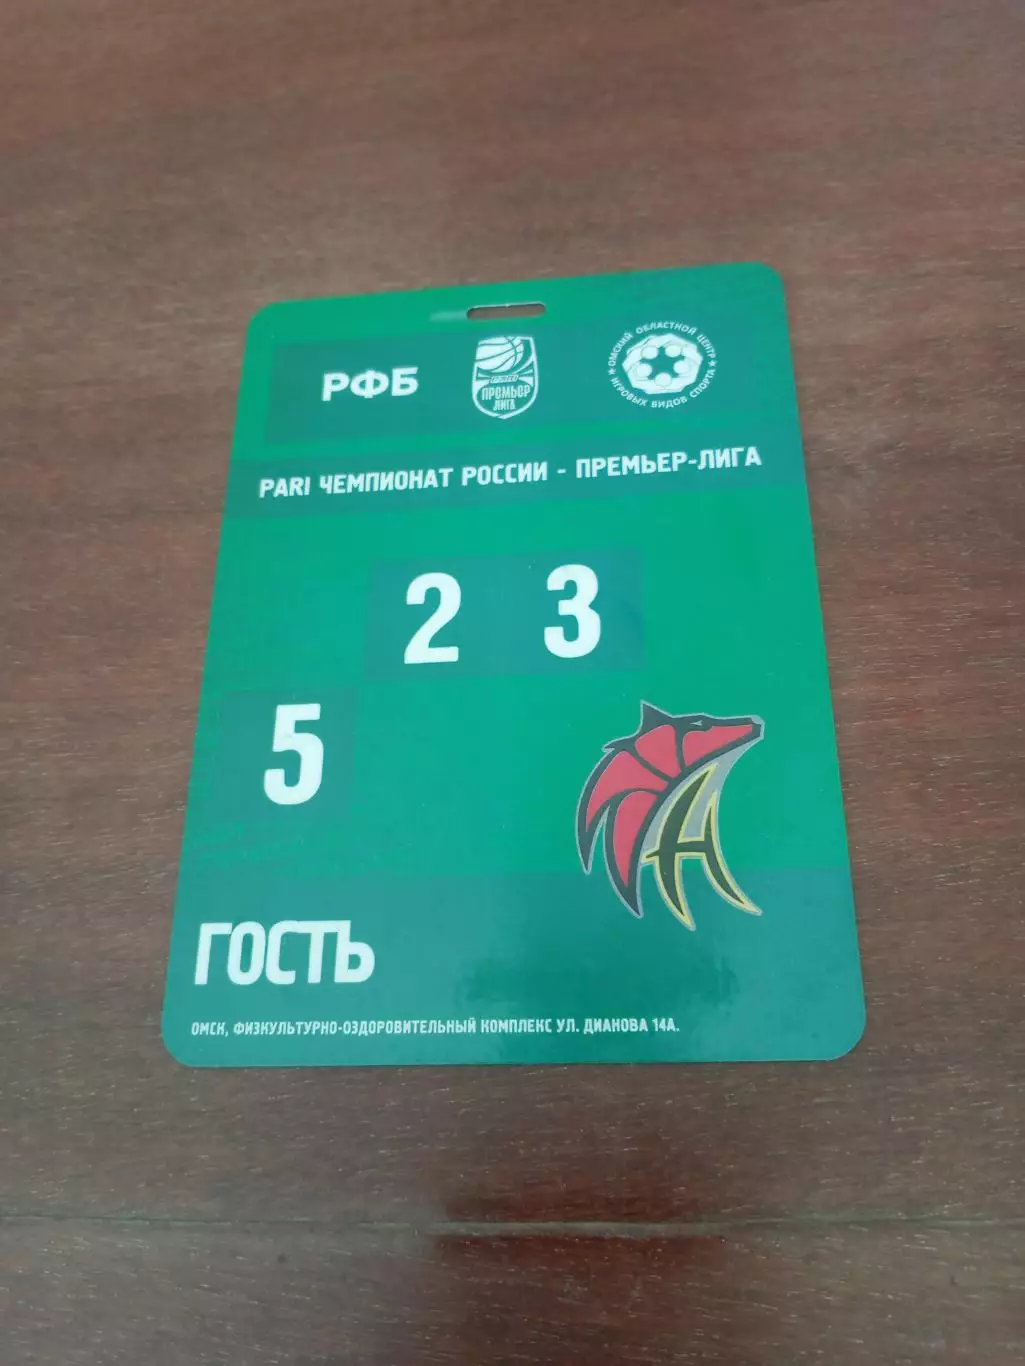 РФБ
PARI
ПРЕМЬЕР
ЛИГА
ОМСКИЙ ОБЛАСТНОЙ ЦЕНТР
ИГРОВЫХ ВИДОВ СПОРТА
PARI ЧЕМПИОНАТ РОССИИ - ПРЕМЬЕР-ЛИГА
2 3
5
А
ГОСТЬ
ОМСК, ФИЗКУЛЬТУРНО-ОЗДОРОВИТЕЛЬНЫЙ КОМПЛЕКС УЛ. ДИАНОВА 14А.